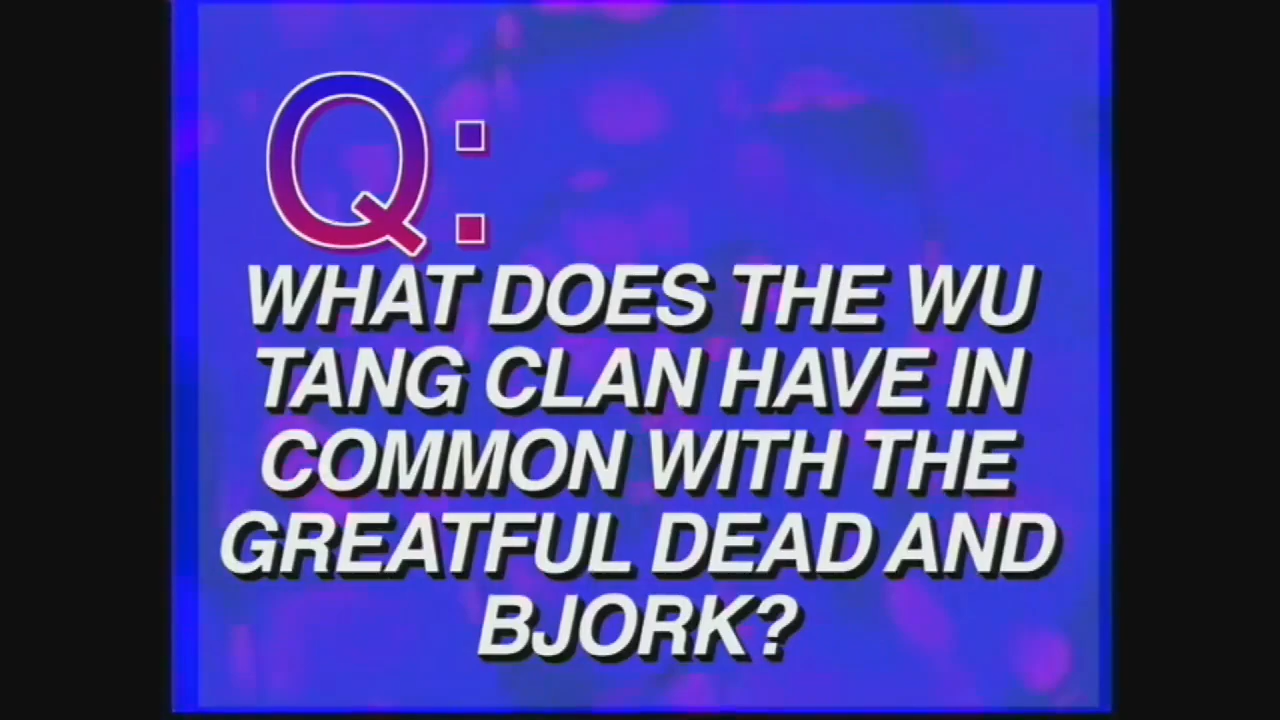 Q:
WHAT DOES THE WU
TANG CLAN HAVE IN
COMMON WITH THE
GREATFUL DEAD AND
BJORK?